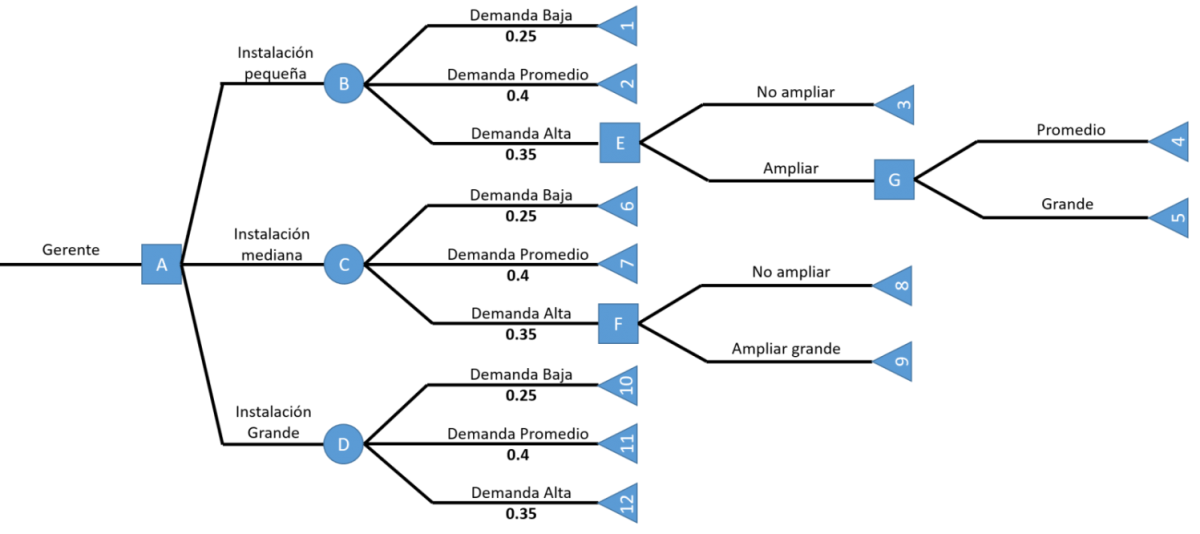 Gerente
A
Instalación
pequeña
B
Demanda Baja
0.25
1
Demanda Promedio
0.4
2
Demanda Alta
0.35
E
No ampliar
3
Ampliar
G
Promedio
4
Grande
5
Instalación
mediana
C
Demanda Baja
0.25
6
Demanda Promedio
0.4
7
Demanda Alta
0.35
F
No ampliar
8
Ampliar grande
9
Instalación
Grande
D
Demanda Baja
0.25
10
Demanda Promedio
0.4
11
Demanda Alta
0.35
12